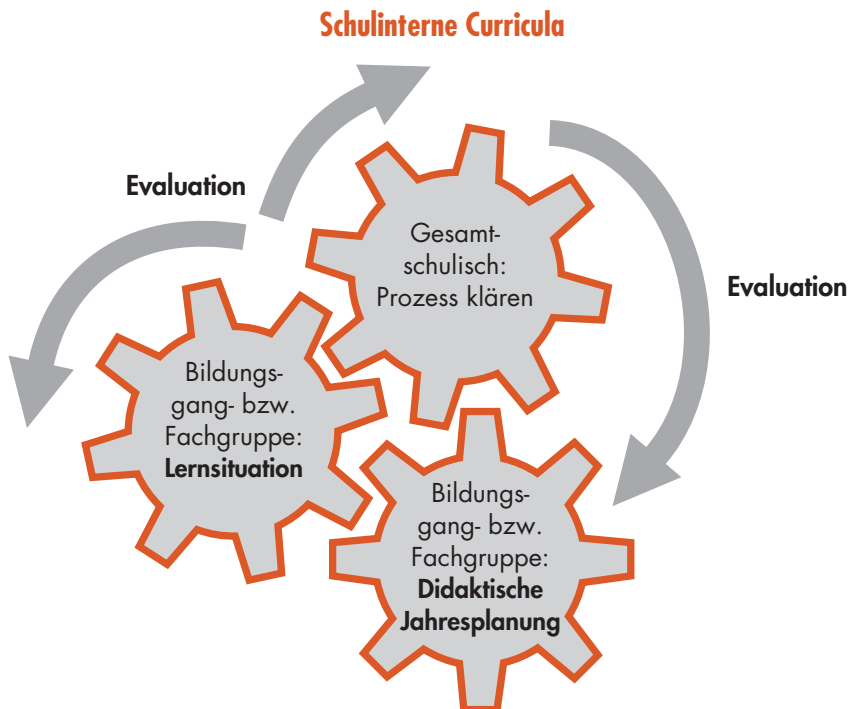 Schulinterne Curricula
Evaluation
Gesamt-
schulisch:
Prozess klären
Evaluation
Bildungs-
gang- bzw.
Fachgruppe:
Lernsituation
Bildungs-
gang- bzw.
Fachgruppe:
Didaktische
Jahresplanung